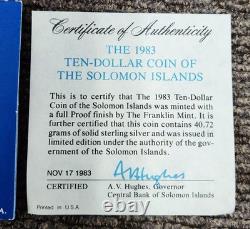 Certificate of Authenticity
THE 1983
TEN-DOLLAR COIN OF
THE SOLOMON ISLANDS
This is to certify that The 1983 Ten-Dollar
Coin of the Solomon Islands was minted with
a full Proof finish by The Franklin Mint. It is
further certified that this coin contains 40.72
grams of solid sterling silver and was issued in
limited edition under the authority of the gov-
ernment of the Solomon Islands.
NOV 17 1983
AVHughes
CERTIFIED
A. V. Hughes, Governor
Central Bank of Solomon Islands
Printed in U.S.A.
A.